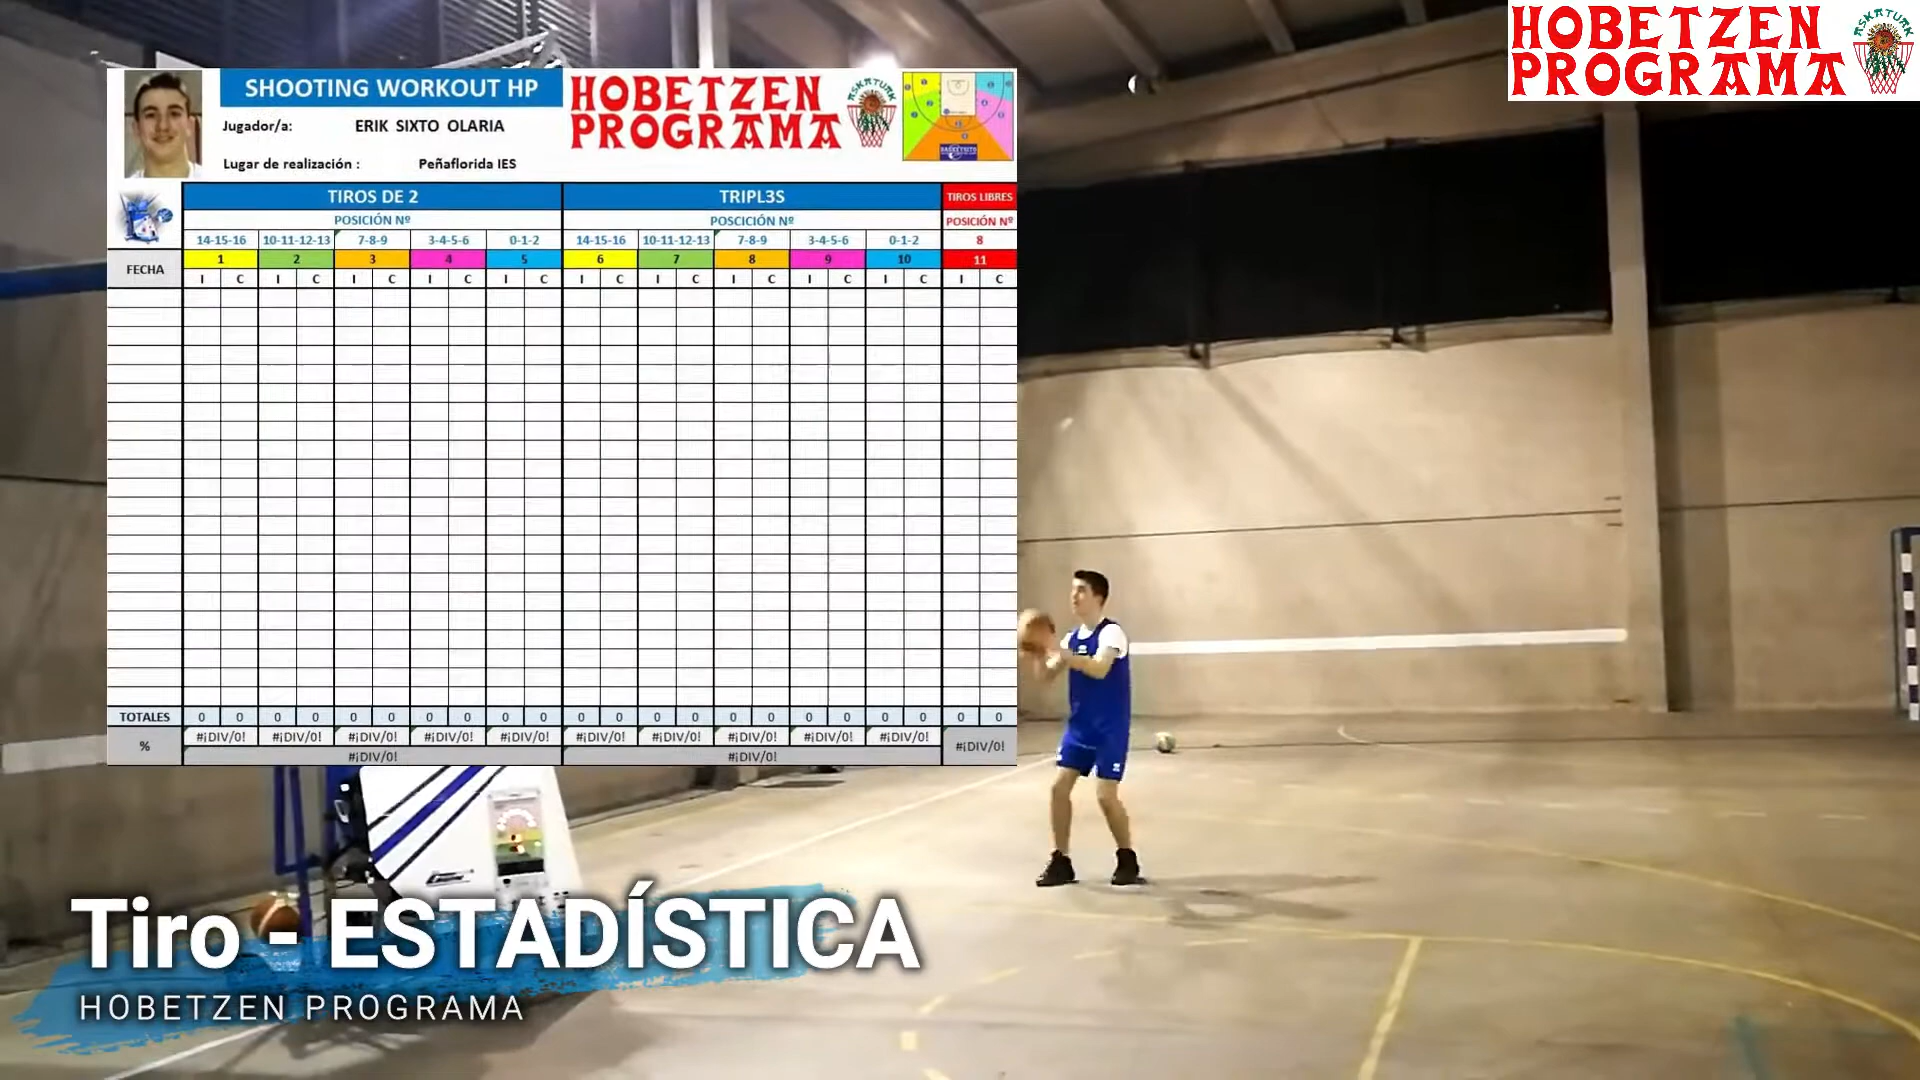 HOBETZEN
PROGRAMA
SHOOTING WORKOUT HP
Jugador/a: ERIK SIXTO OLARIA
Lugar de realización : Peñaflorida IES
HOBETZEN
PROGRAMA
ASKATUAK
ASKATUAK
TIROS DE 2 TRIPL3S TIROS LIBRES
POSICIÓN Nº POSCICIÓN Nº POSICIÓN Nº
14-15-16 10-11-12-13 7-8-9 3-4-5-6 0-1-2 14-15-16 10-11-12-13 7-8-9 3-4-5-6 0-1-2 8
FECHA 1 2 3 4 5 6 7 8 9 10 11
I C I C I C I C I C I C I C I C I C I C I C
TOTALES 0 0 0 0 0 0 0 0 0 0 0 0 0 0 0 0 0 0 0 0 0 0
% #¡DIV/0! #¡DIV/0! #¡DIV/0! #¡DIV/0! #¡DIV/0! #¡DIV/0! #¡DIV/0! #¡DIV/0! #¡DIV/0! #¡DIV/0! #¡DIV/0!
#¡DIV/0! #¡DIV/0!
Tiro - ESTADÍSTICA
HOBETZEN PROGRAMA